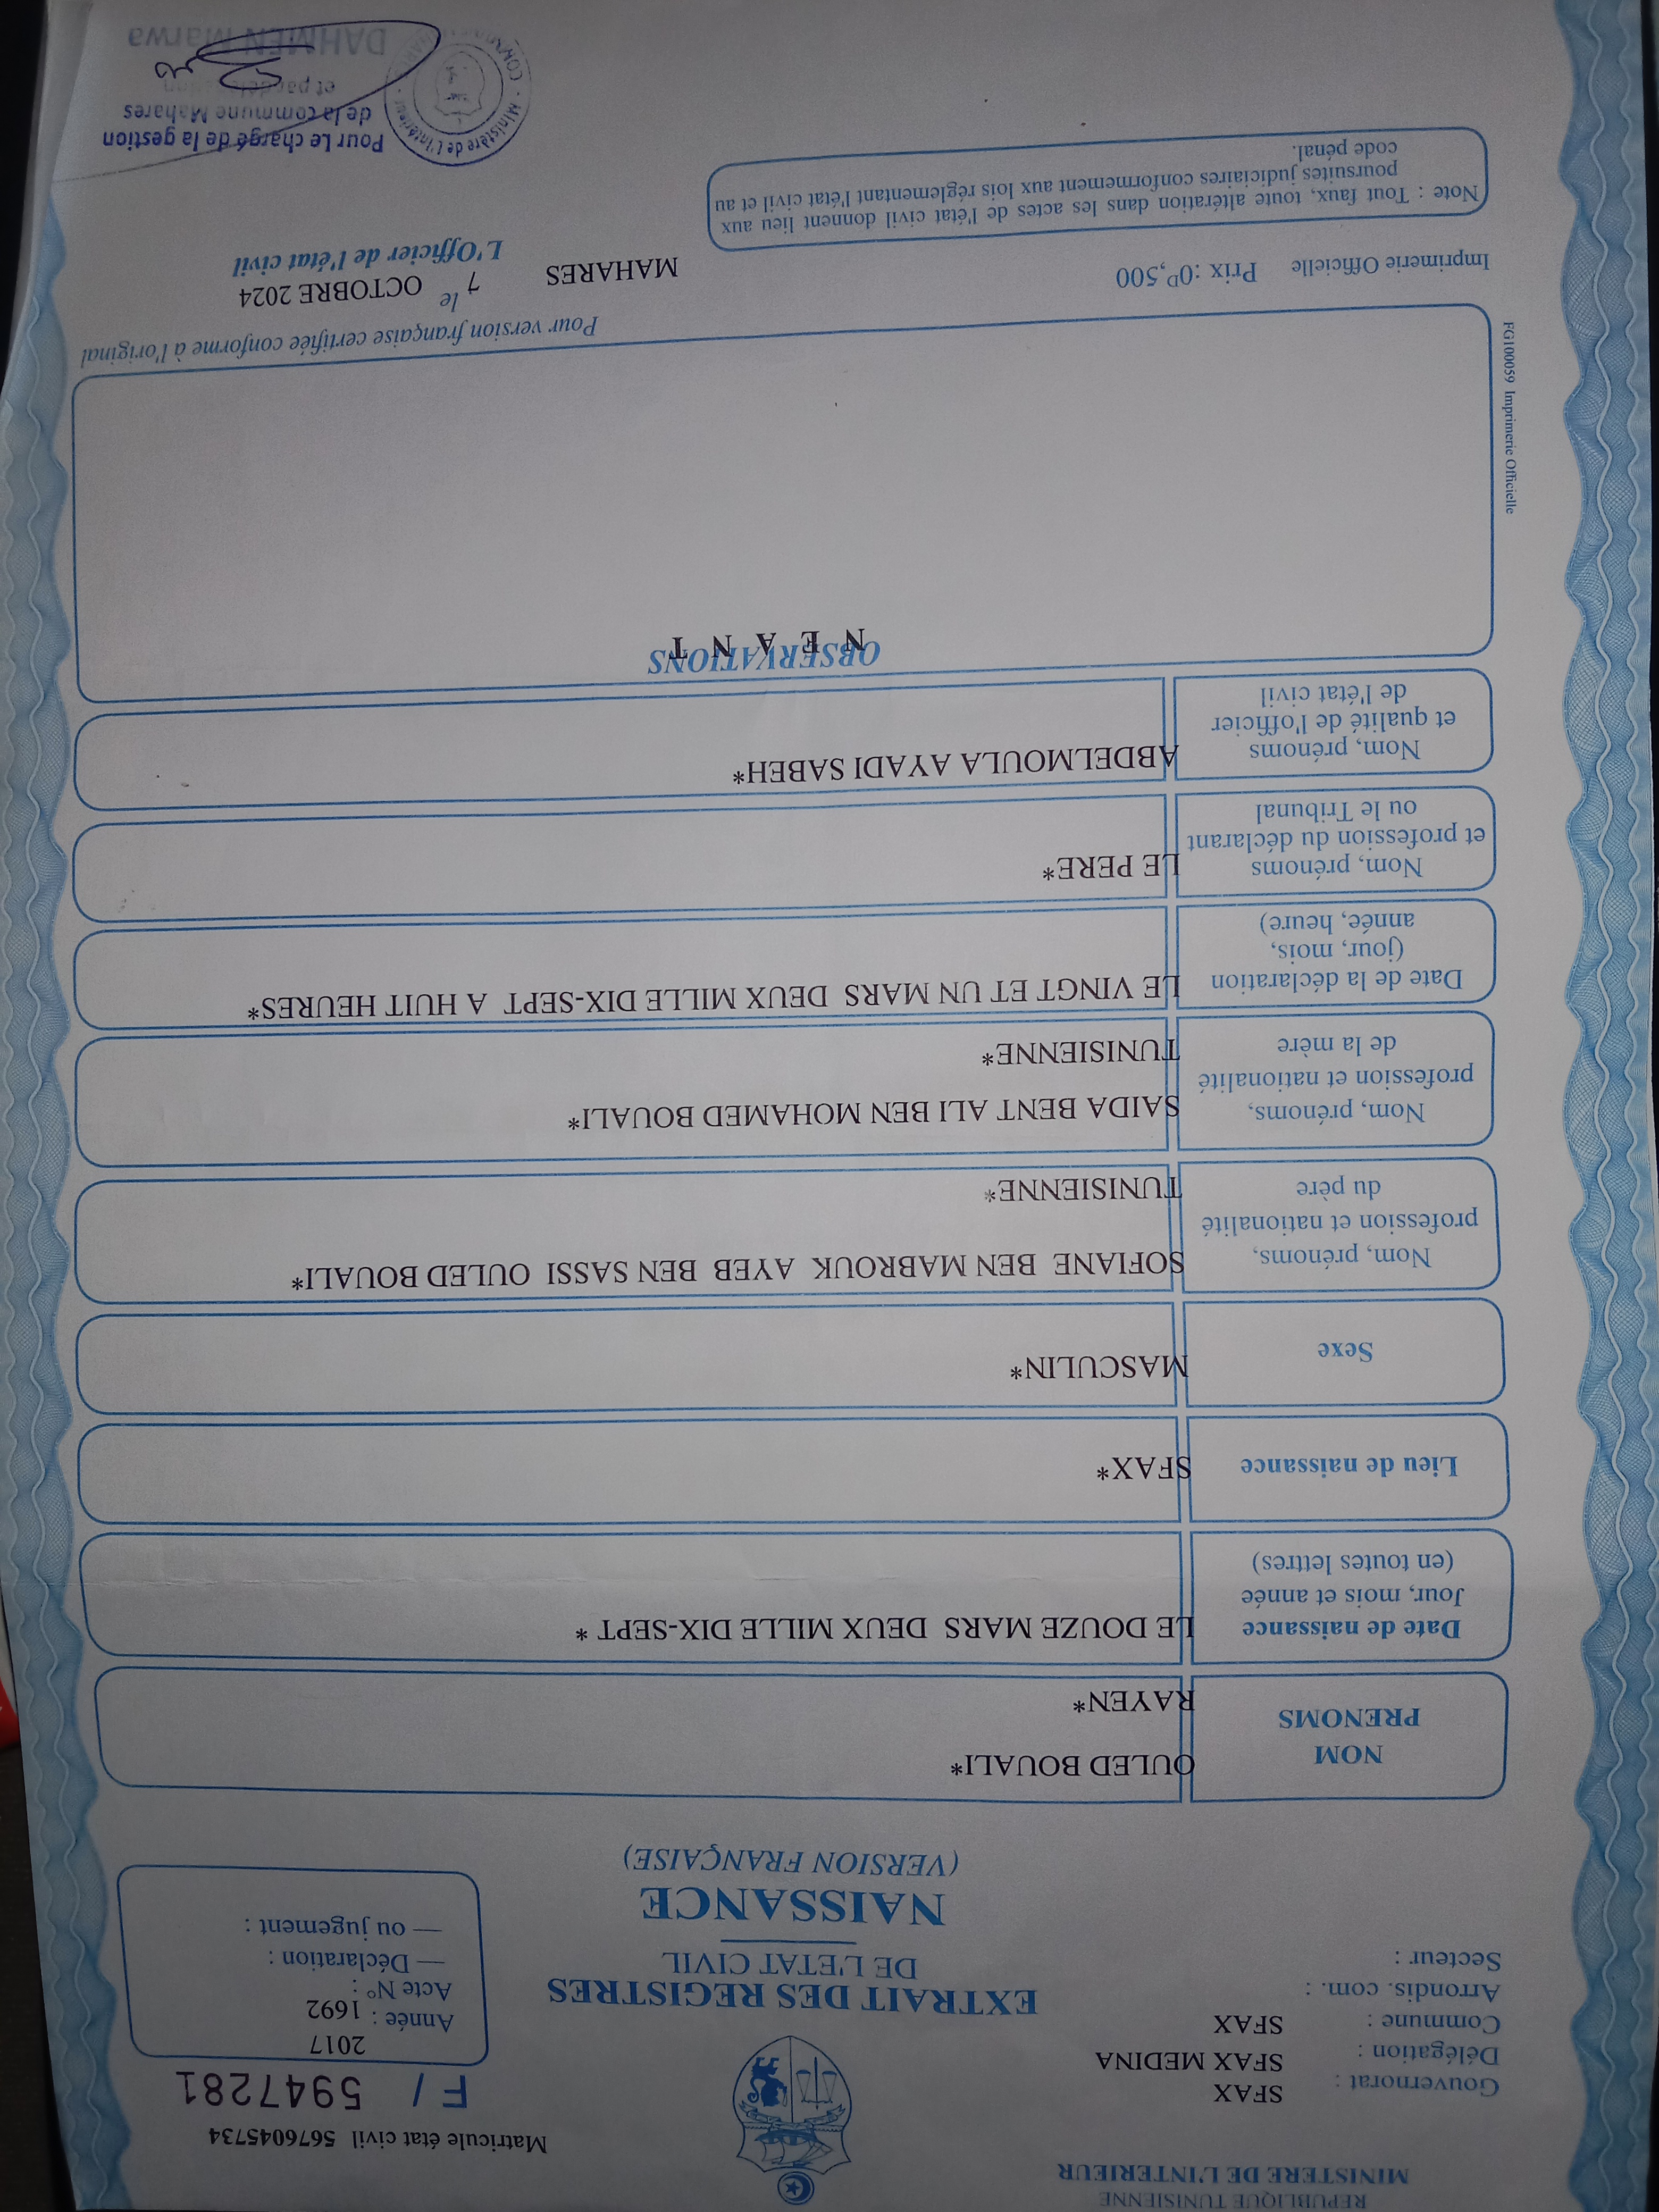 REPUBLIQUE TUNISIENNE
MINISTERE DE L'INTERIEUR
Gouvernorat : SFAX
Délégation : SFAX MEDINA
Commune : SFAX
Arrondis. com. :
Secteur :
Matricule état civil 5676045734
F / 5947281
2017
Année : 1692
Acte N° :
— Déclaration :
— ou jugement :
EXTRAIT DES REGISTRES
DE L'ETAT CIVIL
NAISSANCE
(VERSION FRANÇAISE)
NOM
PRENOMS
OULED BOUALI*
RAYEN*
Date de naissance
Jour, mois et année
(en toutes lettres)
LE DOUZE MARS DEUX MILLE DIX-SEPT *
Lieu de naissance
SFAX*
Sexe
MASCULIN*
Nom, prénoms,
profession et nationalité
du père
SOFIANE BEN MABROUK AYEB BEN SASSI OULED BOUALI*
TUNISIENNE*
Nom, prénoms,
profession et nationalité
de la mère
SAIDA BENT ALI BEN MOHAMED BOUALI*
TUNISIENNE*
Date de la déclaration
(jour, mois,
année, heure)
LE VINGT ET UN MARS DEUX MILLE DIX-SEPT A HUIT HEURES*
Nom, prénoms
et profession du déclarant
ou le Tribunal
LE PERE*
Nom, prénoms
et qualité de l'officier
de l'état civil
ABDELMOULA AYADI SABEH*
OBSERVATIONS
N E A N T
FG100059 Imprimerie Officielle
Pour version française certifiée conforme à l'original
Imprimerie Officielle Prix : 0ᴰ,500
MAHARES le 7 OCTOBRE 2024
L'Officier de l'état civil
Note : Tout faux, toute altération dans les actes de l'état civil donnent lieu aux
poursuites judiciaires conformement aux lois réglementant l'état civil et au
code pénal.
Ministère de l'Intérieur
Pour Le chargé de la gestion
de la commune Mahares
et par
DAHMEN Marwa